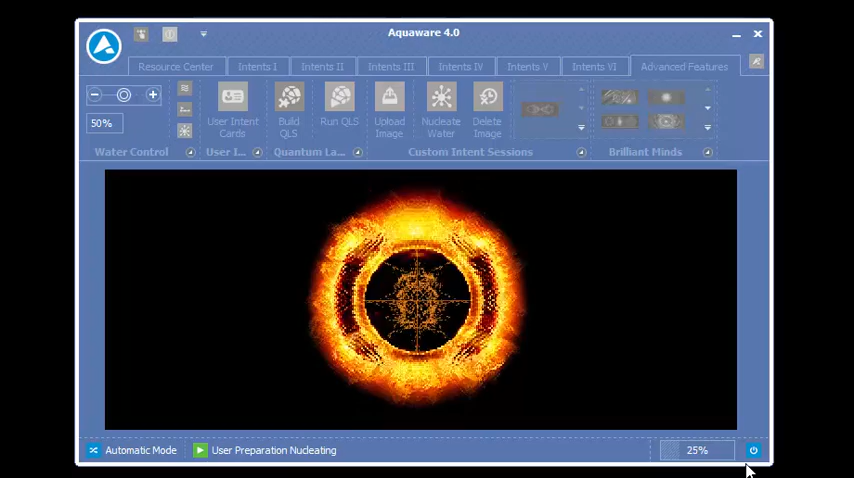 Aquaware 4.0
Resource Center
Intents I
Intents II
Intents III
Intents IV
Intents V
Intents VI
Advanced Features
50%
User Intent
Cards
Build
QLS
Run QLS
Upload
Image
Nucleate
Water
Delete
Image
Water Control
User I...
Quantum La...
Custom Intent Sessions
Brilliant Minds
Automatic Mode
User Preparation Nucleating
25%